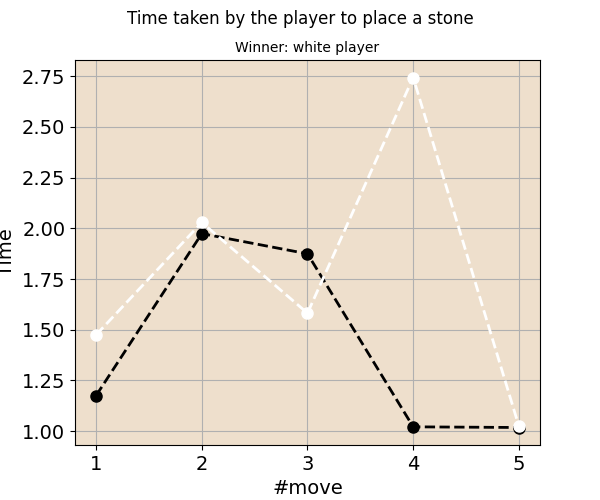 Time taken by the player to place a stone
Winner: white player
2.75
2.50
2.25
2.00
1.75
1.50
1.25
1.00
Time
1 2 3 4 5
#move